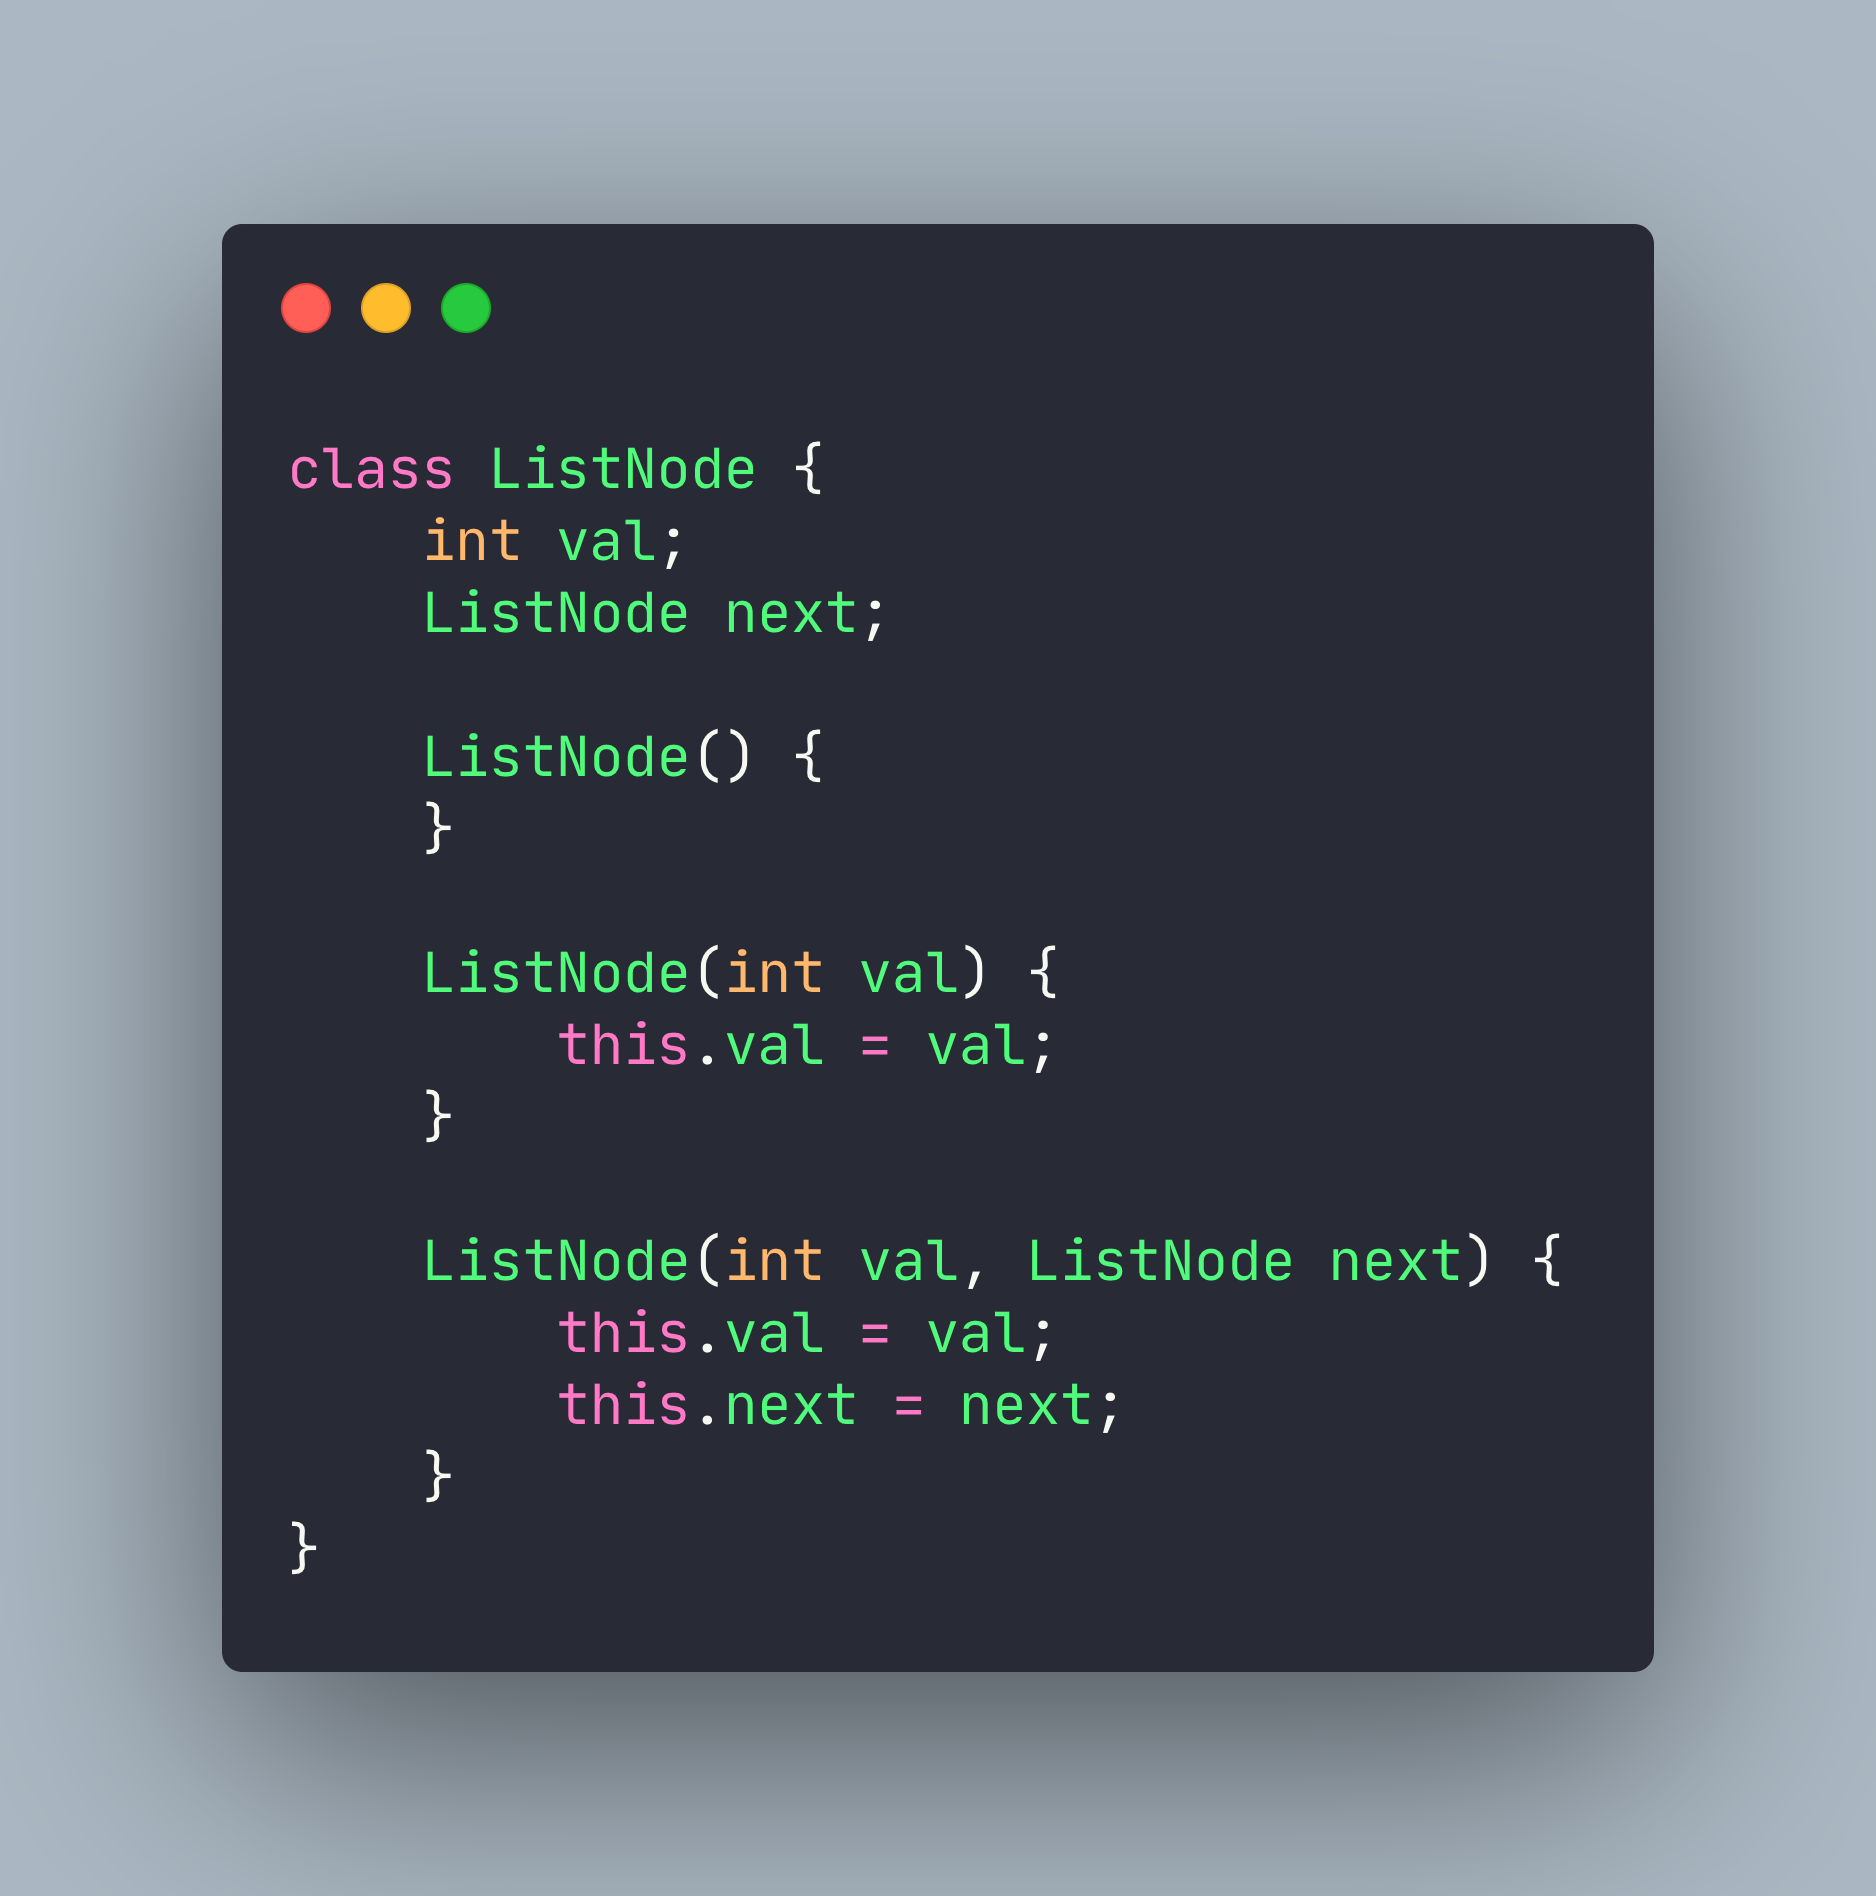 class ListNode {
    int val;
    ListNode next;

    ListNode() {
    }

    ListNode(int val) {
        this.val = val;
    }

    ListNode(int val, ListNode next) {
        this.val = val;
        this.next = next;
    }
}